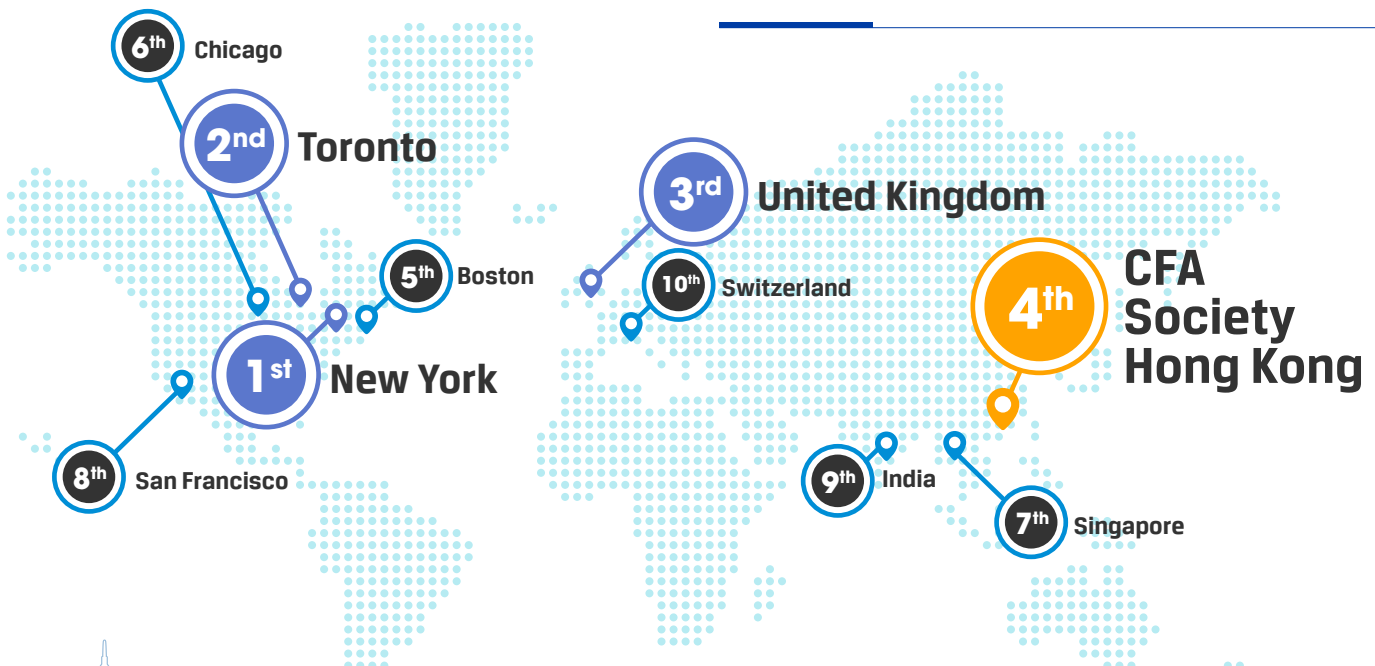 6th
Chicago
2nd
Toronto
3rd
United Kingdom
5th
Boston
10th
Switzerland
4th
CFA
Society
Hong Kong
1st
New York
8th
San Francisco
9th
India
7th
Singapore